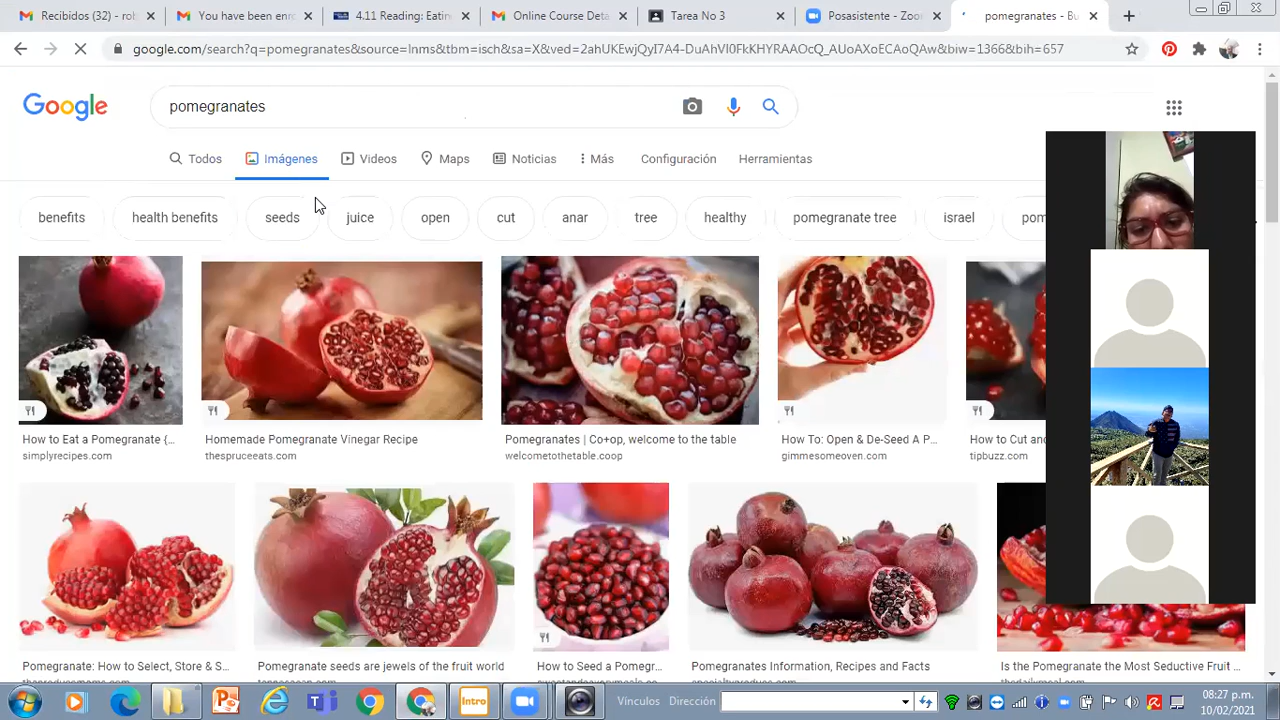 Recibidos (32) - rob
You have been enr
4.11 Reading: Eatin
Online Course Deta
Tarea No 3
Posasistente - Zoo
pomegranates - Bu
google.com/search?q=pomegranates&source=lnms&tbm=isch&sa=X&ved=2ahUKEwjQyI7A4-DuAhVl0FkKHYRAAOcQ_AUoAXoECAoQAw&biw=1366&bih=657
Google
pomegranates
Todos
Imágenes
Videos
Maps
Noticias
Más
Configuración
Herramientas
benefits
health benefits
seeds
juice
open
cut
anar
tree
healthy
pomegranate tree
israel
pom
How to Eat a Pomegranate {...
simplyrecipes.com
Homemade Pomegranate Vinegar Recipe
thespruceeats.com
Pomegranates | Co+op, welcome to the table
welcometothetable.coop
How To: Open & De-Seed A P...
gimmesomeoven.com
How to Cut and
tipbuzz.com
Pomegranate: How to Select, Store & S...
Pomegranate seeds are jewels of the fruit world
How to Seed a Pomegr...
Pomegranates Information, Recipes and Facts
Is the Pomegranate the Most Seductive Fruit ...
Intro
Vínculos
Dirección
08:27 p.m.
10/02/2021